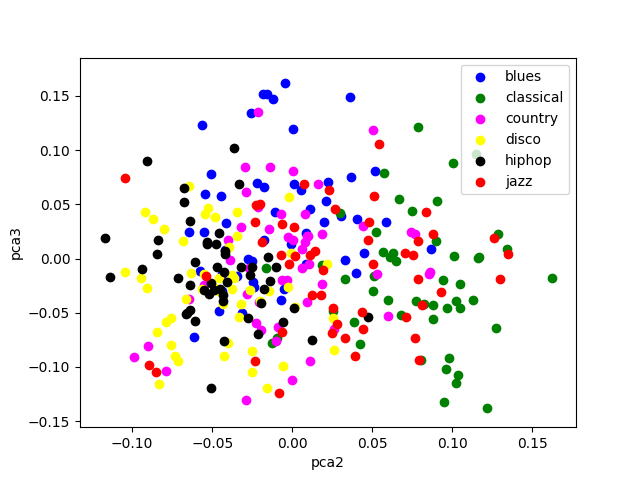 blues
classical
country
disco
hiphop
jazz
0.15
0.10
0.05
0.00
−0.05
−0.10
−0.15
pca3
−0.10 −0.05 0.00 0.05 0.10 0.15
pca2